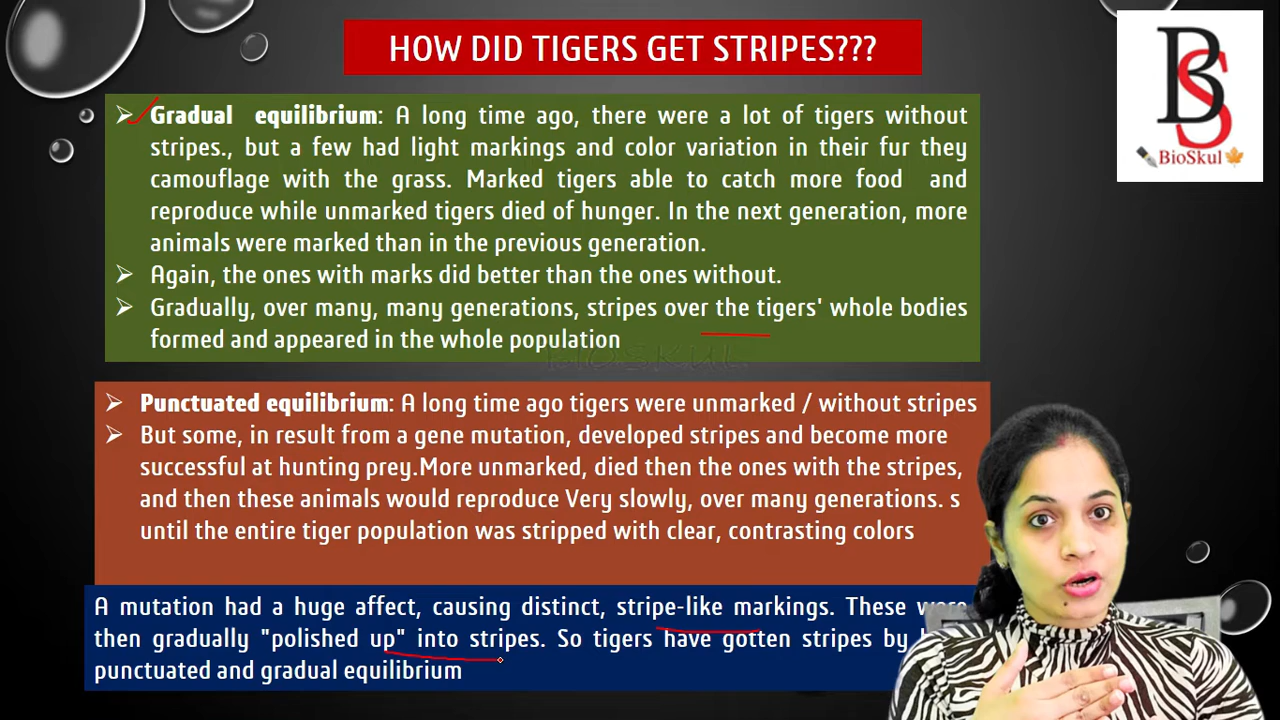 HOW DID TIGERS GET STRIPES???
BS
BioSkul
Gradual equilibrium: A long time ago, there were a lot of tigers without
stripes., but a few had light markings and color variation in their fur they
camouflage with the grass. Marked tigers able to catch more food and
reproduce while unmarked tigers died of hunger. In the next generation, more
animals were marked than in the previous generation.
Again, the ones with marks did better than the ones without.
Gradually, over many, many generations, stripes over the tigers' whole bodies
formed and appeared in the whole population
BIOSKUL
Punctuated equilibrium: A long time ago tigers were unmarked / without stripes
But some, in result from a gene mutation, developed stripes and become more
successful at hunting prey.More unmarked, died then the ones with the stripes,
and then these animals would reproduce Very slowly, over many generations. s
until the entire tiger population was stripped with clear, contrasting colors
A mutation had a huge affect, causing distinct, stripe-like markings. These
then gradually "polished up" into stripes. So tigers have gotten stripes by
punctuated and gradual equilibrium